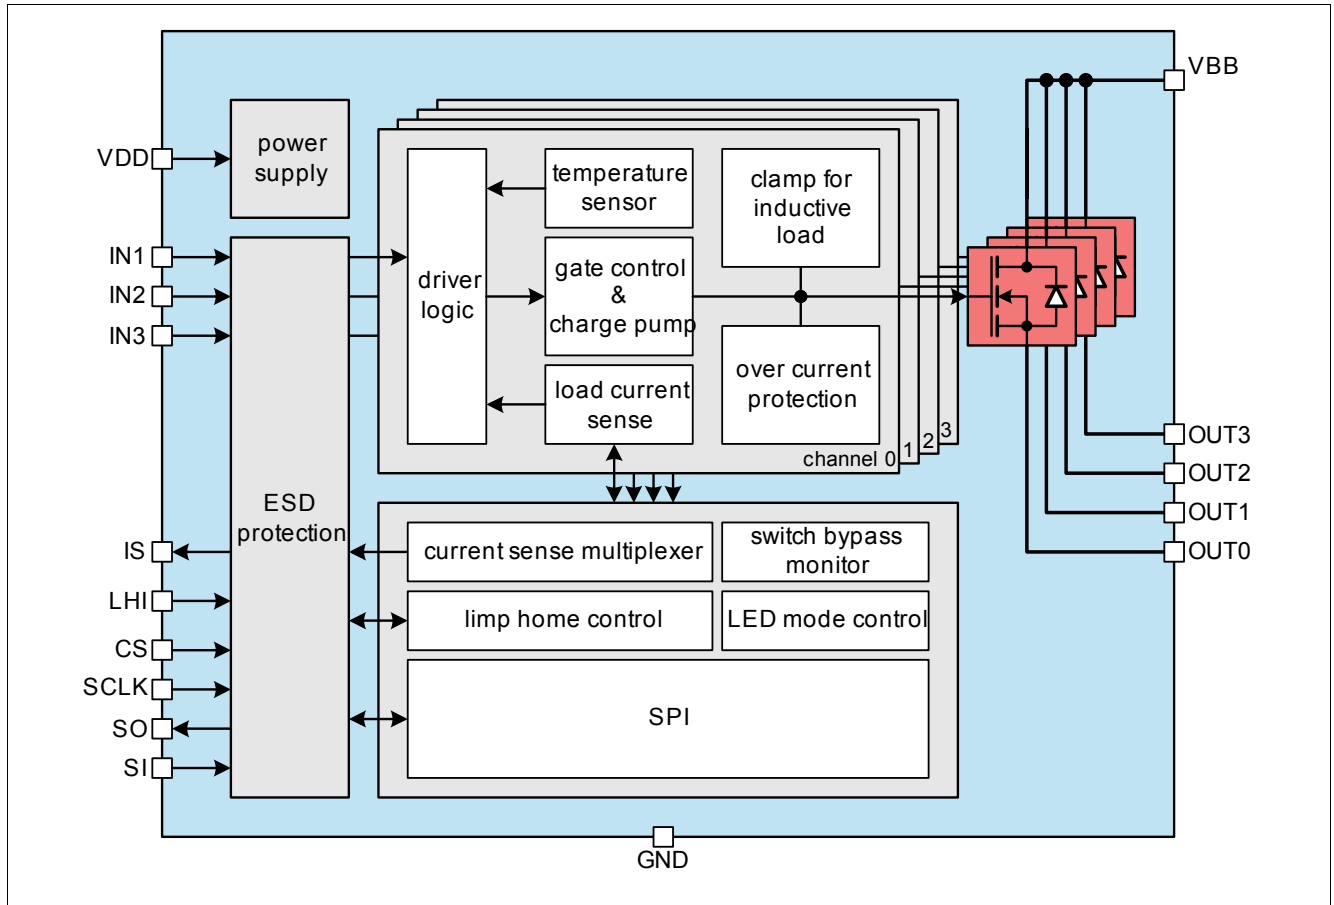 VBB
VDD
power
supply
temperature
sensor
clamp for
inductive
load
IN1
IN2
IN3
driver
logic
gate control
&
charge pump
load current
sense
over current
protection
channel 0
1
2
3
OUT3
OUT2
OUT1
OUT0
ESD
protection
IS
LHI
CS
SCLK
SO
SI
current sense multiplexer
switch bypass
monitor
limp home control
LED mode control
SPI
GND